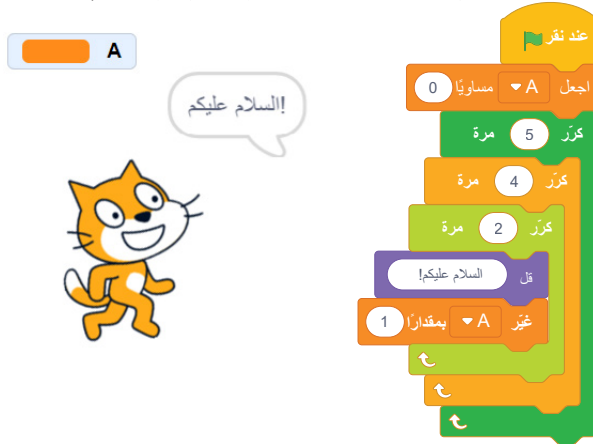 A
السلام عليكم!
عند نقر
اجعل A مساويًا 0
كرّر 5 مرة
كرّر 4 مرة
كرّر 2 مرة
قل السلام عليكم!
غيّر A بمقدارًا 1